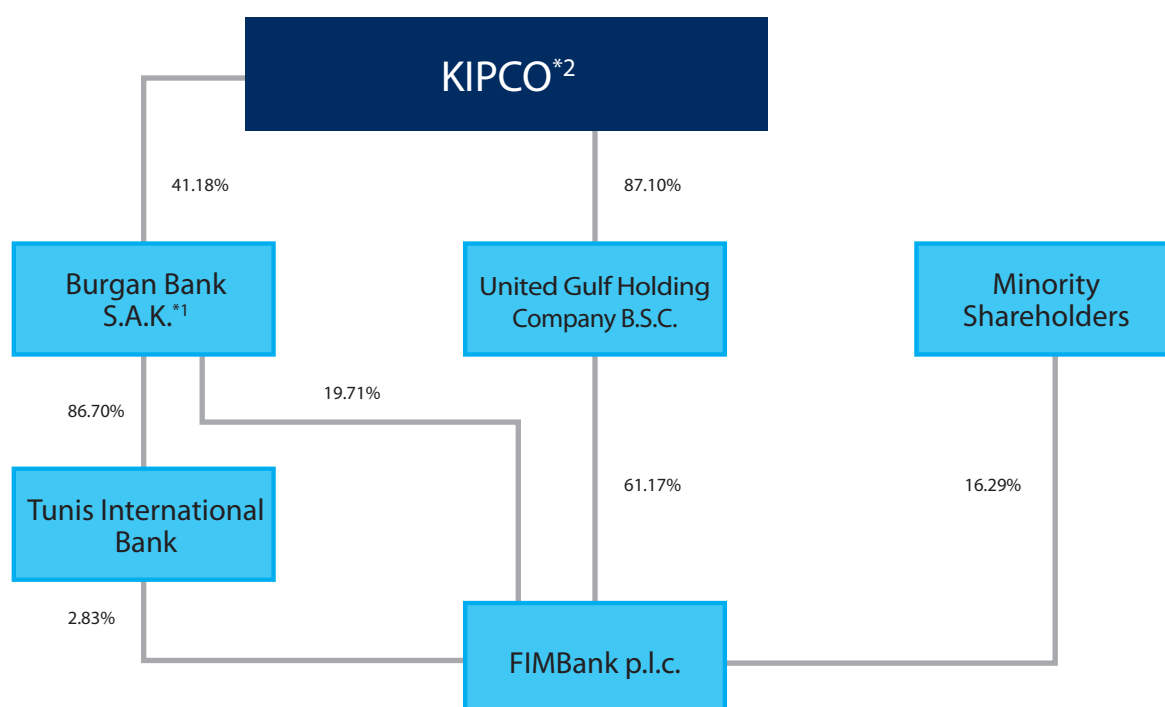 KIPCO*2
41.18%
87.10%
Burgan Bank
S.A.K.*1
United Gulf Holding
Company B.S.C.
Minority
Shareholders
19.71%
86.70%
61.17%
16.29%
Tunis International
Bank
2.83%
FIMBank p.l.c.